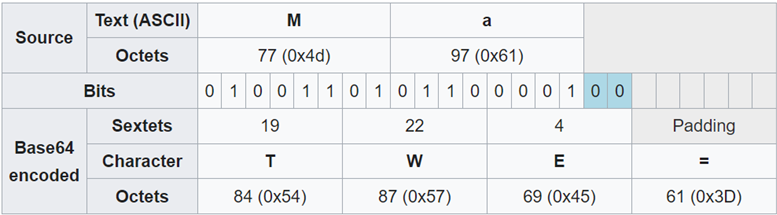 Source Text (ASCII) M a
Octets 77 (0x4d) 97 (0x61)
Bits 0 1 0 0 1 1 0 1 0 1 1 0 0 0 0 1 0 0
Base64 encoded Sextets 19 22 4 Padding
Character T W E =
Octets 84 (0x54) 87 (0x57) 69 (0x45) 61 (0x3D)